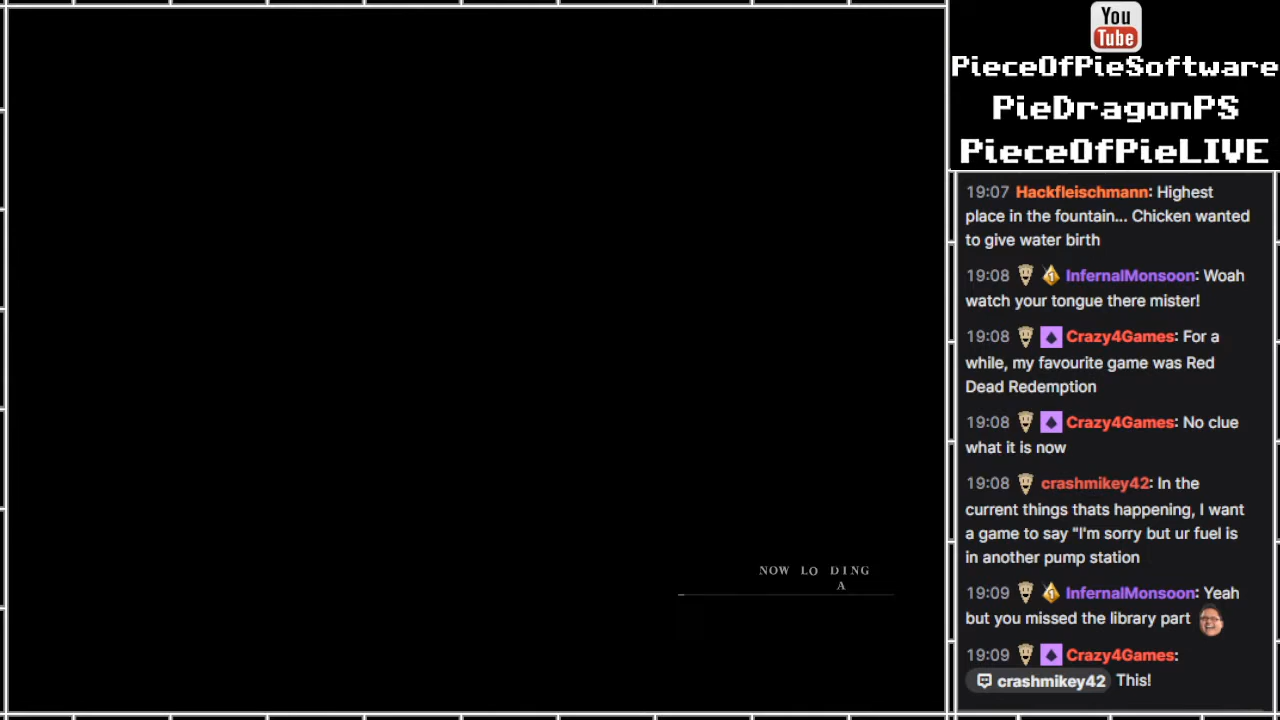 You
Tube
PieceOfPieSoftware
PieDragonPS
PieceOfPieLIVE
19:07 Hackfleischmann: Highest
place in the fountain... Chicken wanted
to give water birth
19:08 InfernalMonsoon: Woah
watch your tongue there mister!
19:08 Crazy4Games: For a
while, my favourite game was Red
Dead Redemption
19:08 Crazy4Games: No clue
what it is now
19:08 crashmikey42: In the
current things thats happening, I want
a game to say "I'm sorry but ur fuel is
in another pump station
19:09 InfernalMonsoon: Yeah
but you missed the library part
19:09 Crazy4Games:
crashmikey42 This!
NOW LO DING
A